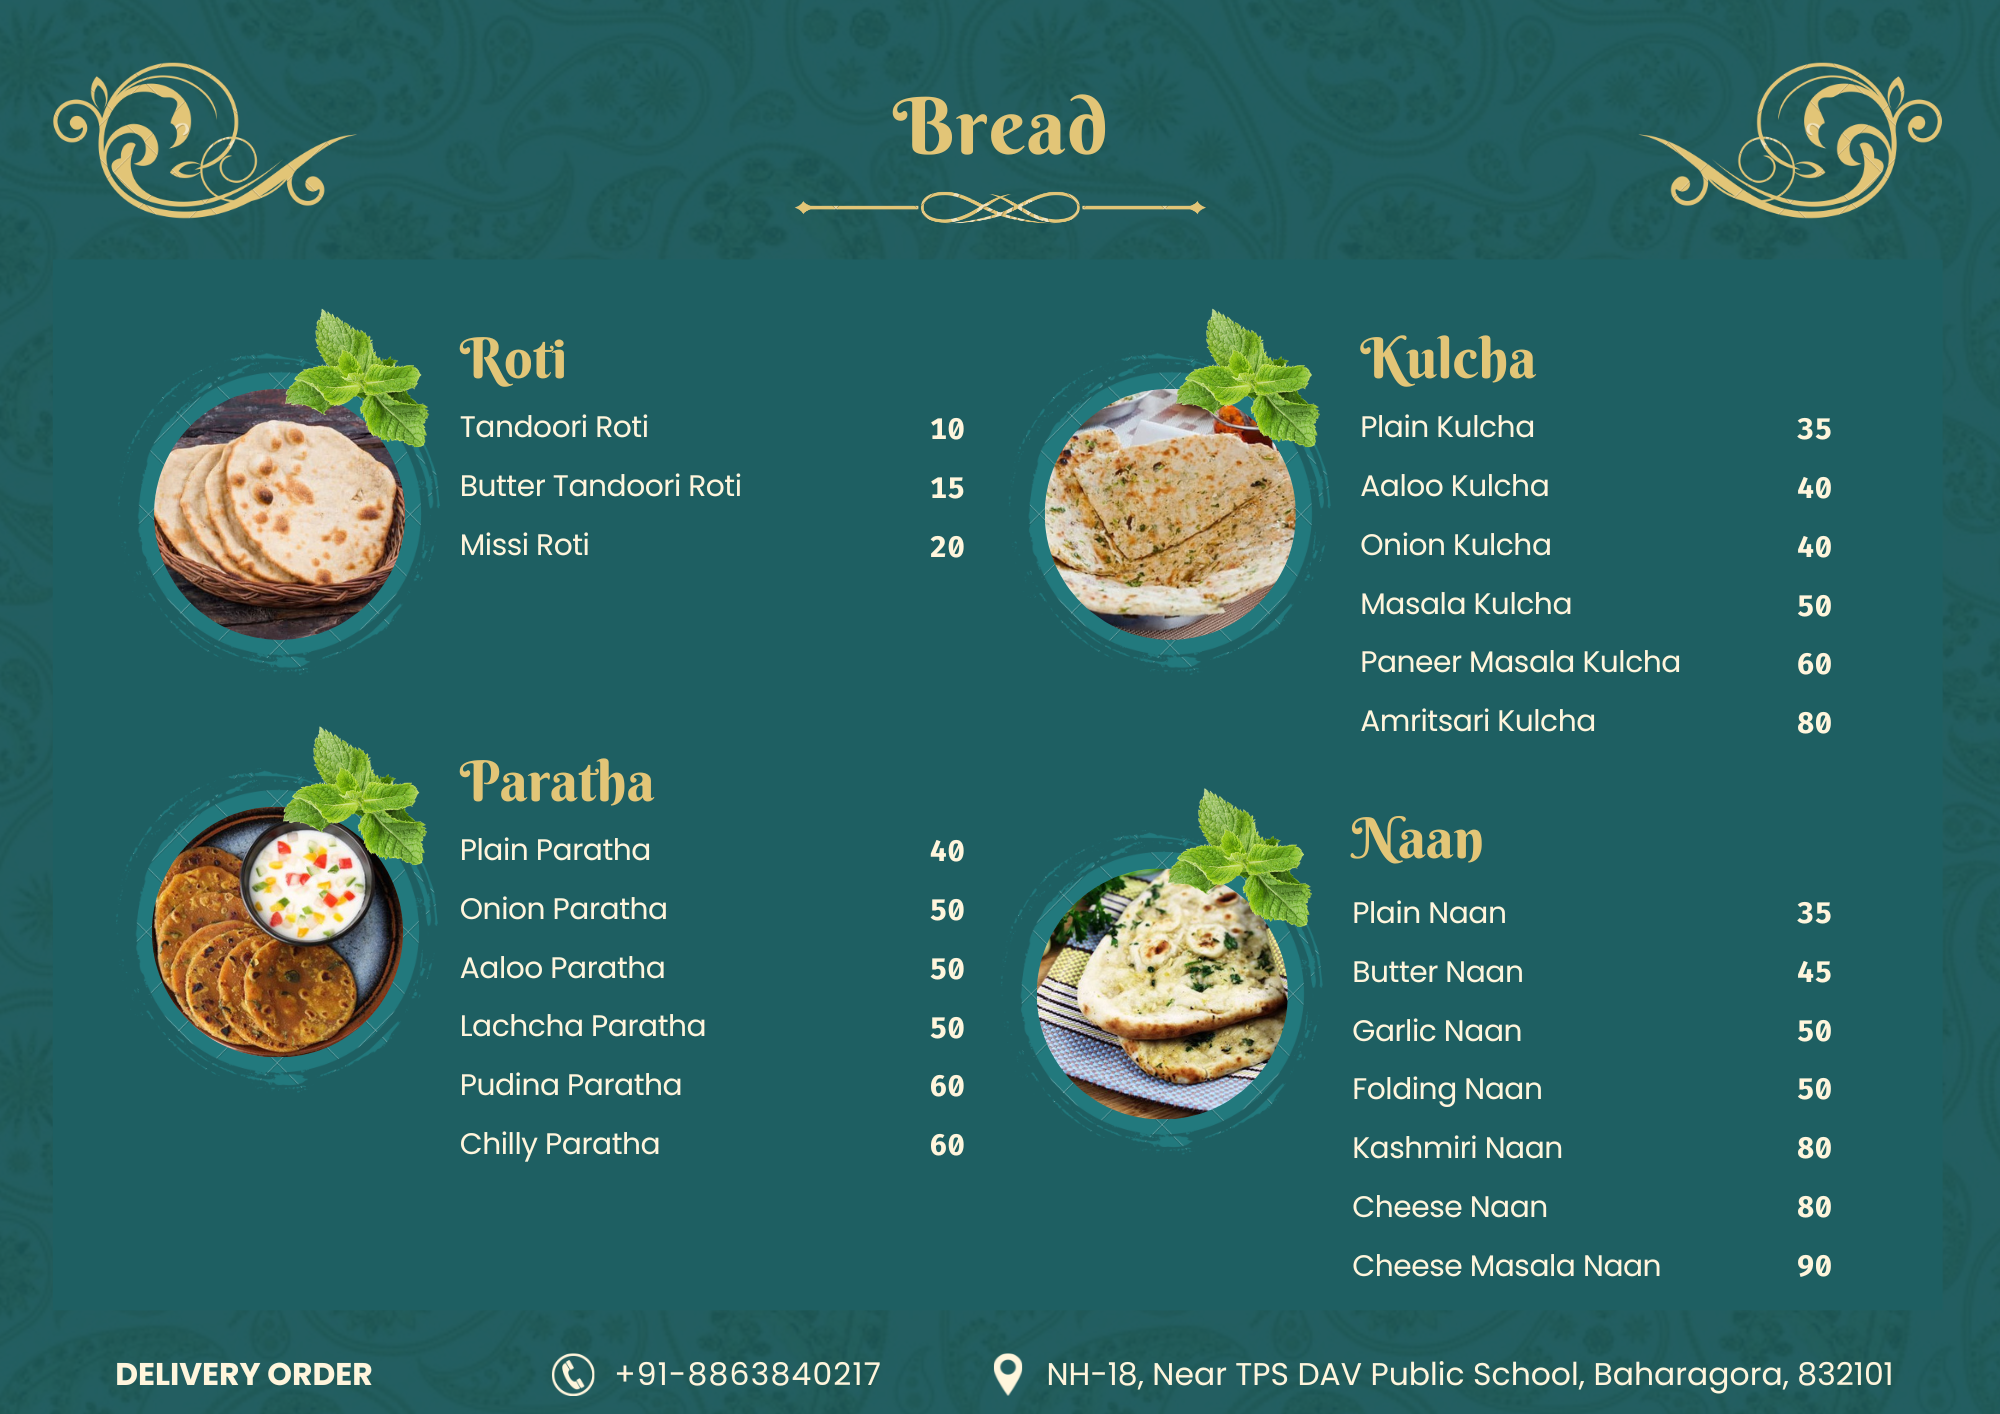 Bread
Roti
Tandoori Roti 10
Butter Tandoori Roti 15
Missi Roti 20
Paratha
Plain Paratha 40
Onion Paratha 50
Aaloo Paratha 50
Lachcha Paratha 50
Pudina Paratha 60
Chilly Paratha 60
Kulcha
Plain Kulcha 35
Aaloo Kulcha 40
Onion Kulcha 40
Masala Kulcha 50
Paneer Masala Kulcha 60
Amritsari Kulcha 80
Naan
Plain Naan 35
Butter Naan 45
Garlic Naan 50
Folding Naan 50
Kashmiri Naan 80
Cheese Naan 80
Cheese Masala Naan 90
DELIVERY ORDER +91-8863840217 NH-18, Near TPS DAV Public School, Baharagora, 832101